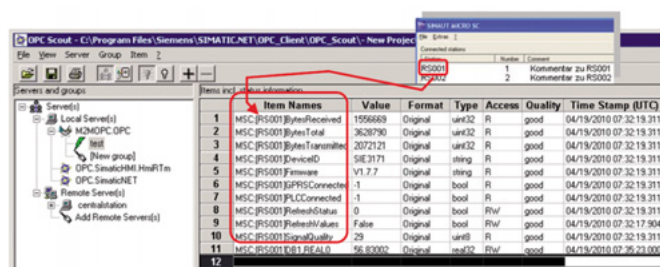 SINAUT MICRO SC
File Extras ?
Connected stations
Station Number Comment
RS001 1 Kommentar zu RS001
RS002 2 Kommentar zu RS002
OPC Scout - C:\Program Files\Siemens\SIMATIC.NET\OPC_Client\OPC_Scout\- New Projec
File View Server Group Item ?
Servers and groups
Items incl. status information
Server(s)
Local Server(s)
M2MOPC.OPC
test
[New group]
OPC.SimaticHMI.HmiRTm
OPC.SimaticNET
Remote Server(s)
centralstation
Add Remote Server(s)
Item Names Value Format Type Access Quality Time Stamp (UTC)
1 MSC:[RS001]BytesReceived 1556669 Original uint32 R good 04/19/2010 07:32:19.311
2 MSC:[RS001]BytesTotal 3628790 Original uint32 R good 04/19/2010 07:32:19.311
3 MSC:[RS001]BytesTransmitted 2072121 Original uint32 R good 04/19/2010 07:32:19.311
4 MSC:[RS001]DeviceID SIE3171 Original string R good 04/19/2010 07:32:19.311
5 MSC:[RS001]Firmware V1.7.7 Original string R good 04/19/2010 07:32:19.311
6 MSC:[RS001]GPRSConnected -1 Original bool R good 04/19/2010 07:32:19.311
7 MSC:[RS001]PLCConnected -1 Original bool R good 04/19/2010 07:32:19.311
8 MSC:[RS001]RefreshStatus 0 Original bool RW good 04/19/2010 07:32:19.311
9 MSC:[RS001]RefreshValues False Original bool RW good 04/19/2010 07:32:17.904
10 MSC:[RS001]SignalQuality 29 Original uint8 R good 04/19/2010 07:32:19.311
11 MSC:[RS001]DB1.REAL0 56.83002 Original real32 RW good 04/19/2010 07:35:23.000
12